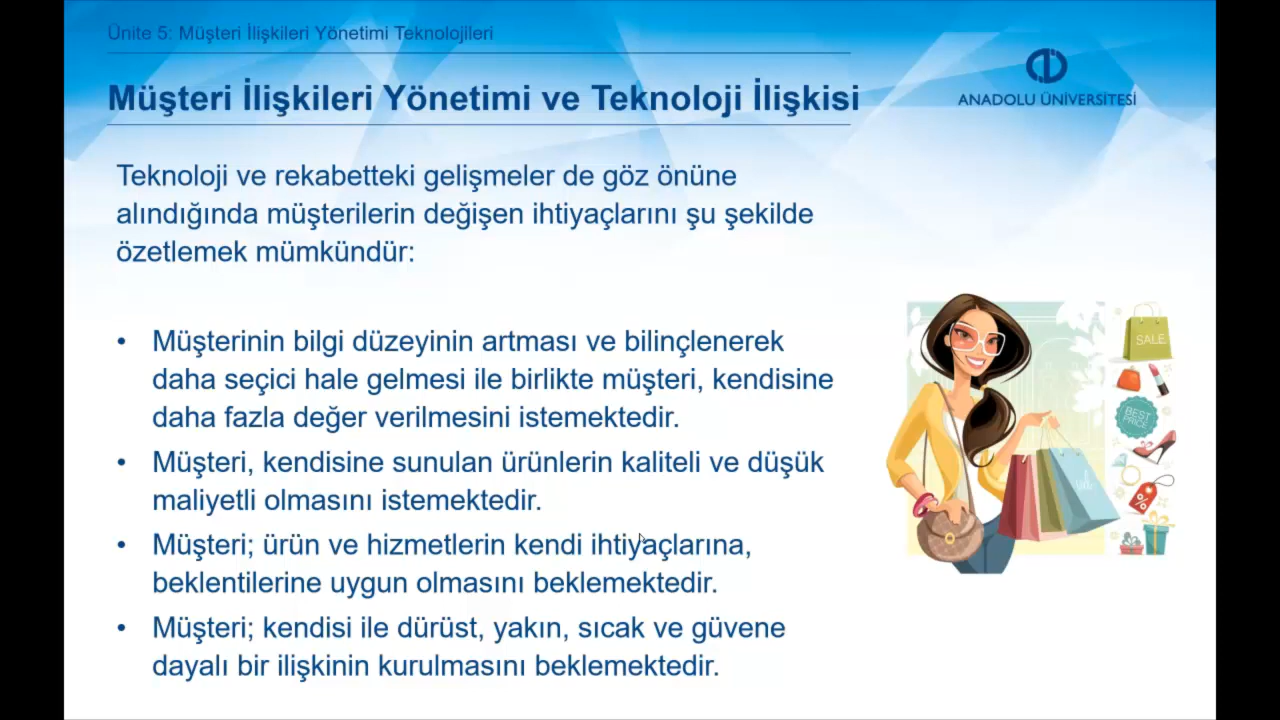 Ünite 5: Müşteri İlişkileri Yönetimi Teknolojileri
Müşteri İlişkileri Yönetimi ve Teknoloji İlişkisi
ANADOLU ÜNİVERSİTESİ
Teknoloji ve rekabetteki gelişmeler de göz önüne
alındığında müşterilerin değişen ihtiyaçlarını şu şekilde
özetlemek mümkündür:
• Müşterinin bilgi düzeyinin artması ve bilinçlenerek
daha seçici hale gelmesi ile birlikte müşteri, kendisine
daha fazla değer verilmesini istemektedir.
• Müşteri, kendisine sunulan ürünlerin kaliteli ve düşük
maliyetli olmasını istemektedir.
• Müşteri; ürün ve hizmetlerin kendi ihtiyaçlarına,
beklentilerine uygun olmasını beklemektedir.
• Müşteri; kendisi ile dürüst, yakın, sıcak ve güvene
dayalı bir ilişkinin kurulmasını beklemektedir.
SALE
BEST
PRICE
%